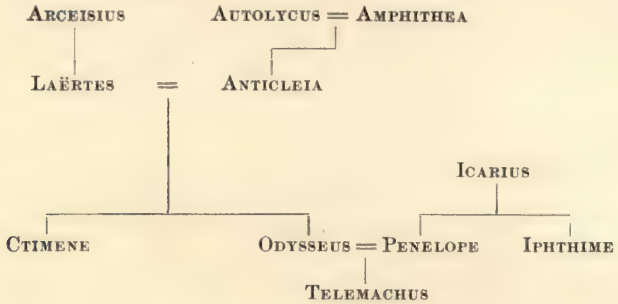 ARCEISIUS AUTOLYCUS = AMPHITHEA
LAËRTES = ANTICLEIA
ICARIUS
CTIMENE ODYSSEUS = PENELOPE IPHTHIME
TELEMACHUS